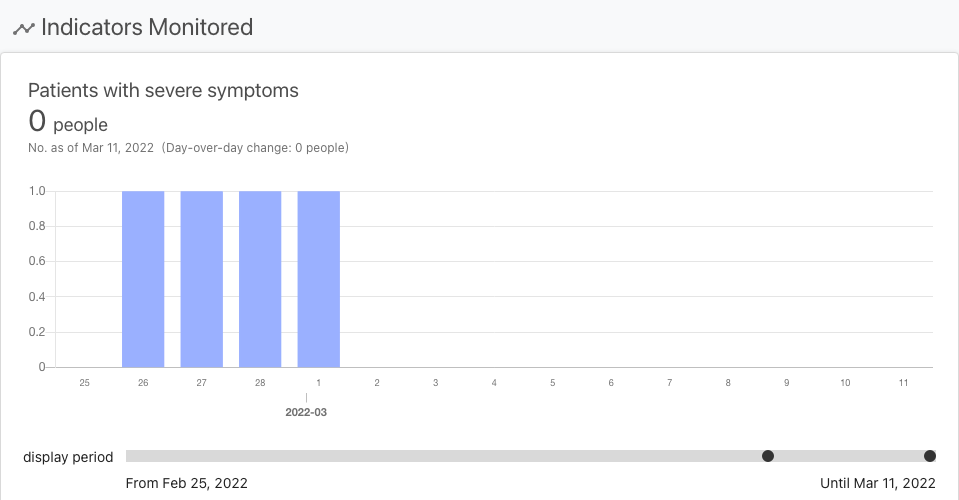 Indicators Monitored
Patients with severe symptoms
0 people
No. as of Mar 11, 2022 (Day-over-day change: 0 people)
1.0
0.8
0.6
0.4
0.2
0
25 26 27 28 1 2 3 4 5 6 7 8 9 10 11
2022-03
display period
From Feb 25, 2022 Until Mar 11, 2022